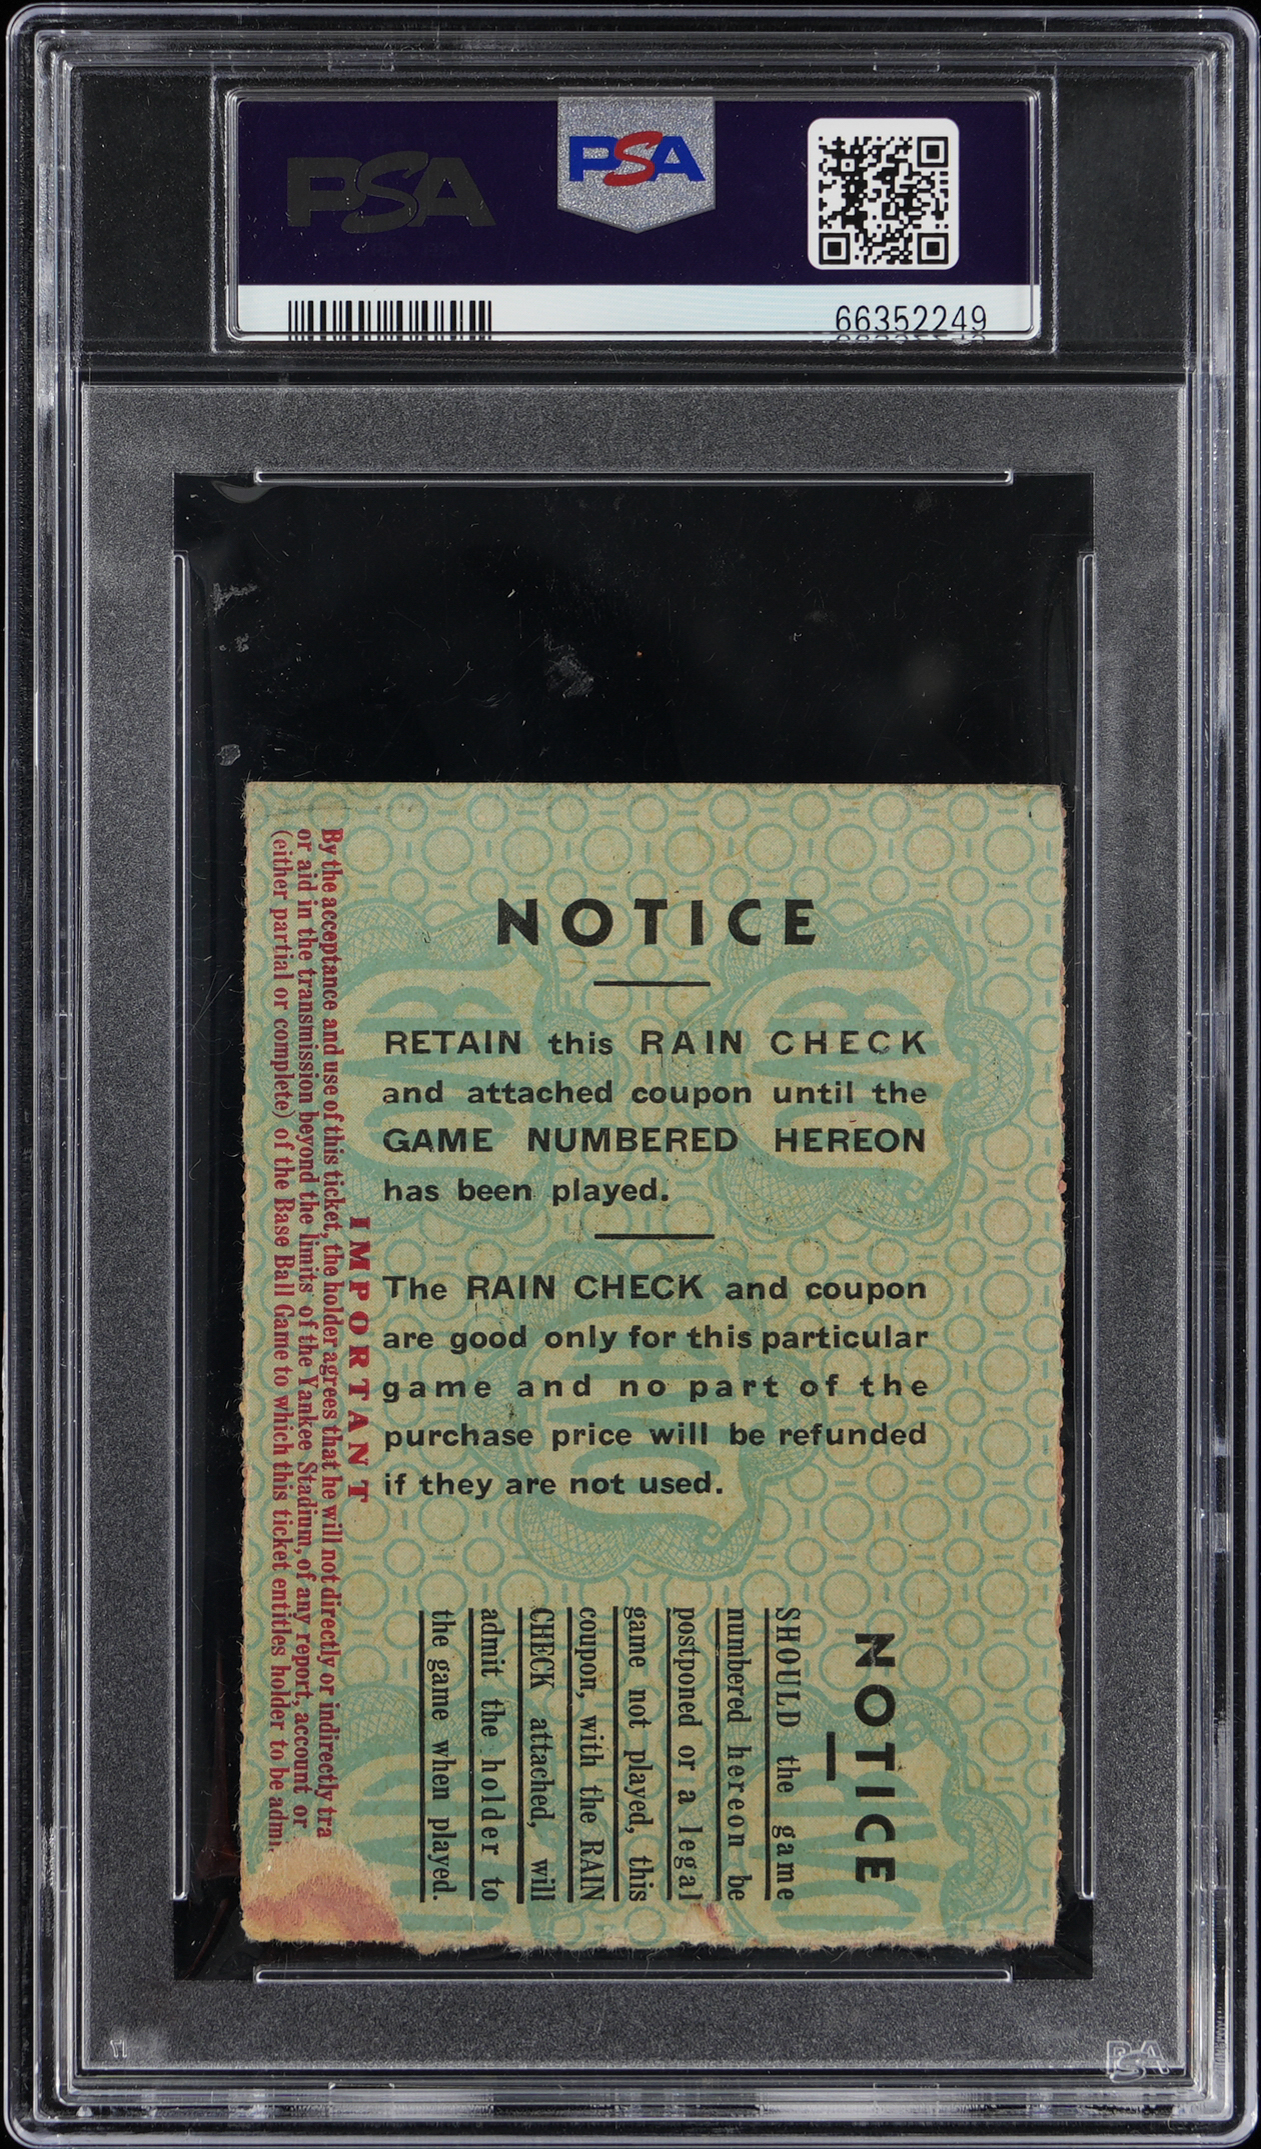 PSA
PSA
66352249
NOTICE
RETAIN this RAIN CHECK
and attached coupon until the
GAME NUMBERED HEREON
has been played.
The RAIN CHECK and coupon
are good only for this particular
game and no part of the
purchase price will be refunded
if they are not used.
IMPORTANT
By the acceptance and use of this ticket, the holder agrees that he will not directly or indirectly tra
or aid in the transmission beyond the limits of the Yankee Stadium, of any report, account or
(either partial or complete) of the Base Ball Game to which this ticket entitles holder to be admi
NOTICE
SHOULD the game
numbered hereon be
postponed or a legal
game not played, this
coupon, with the RAIN
CHECK attached, will
admit the holder to
the game when played.
PSA